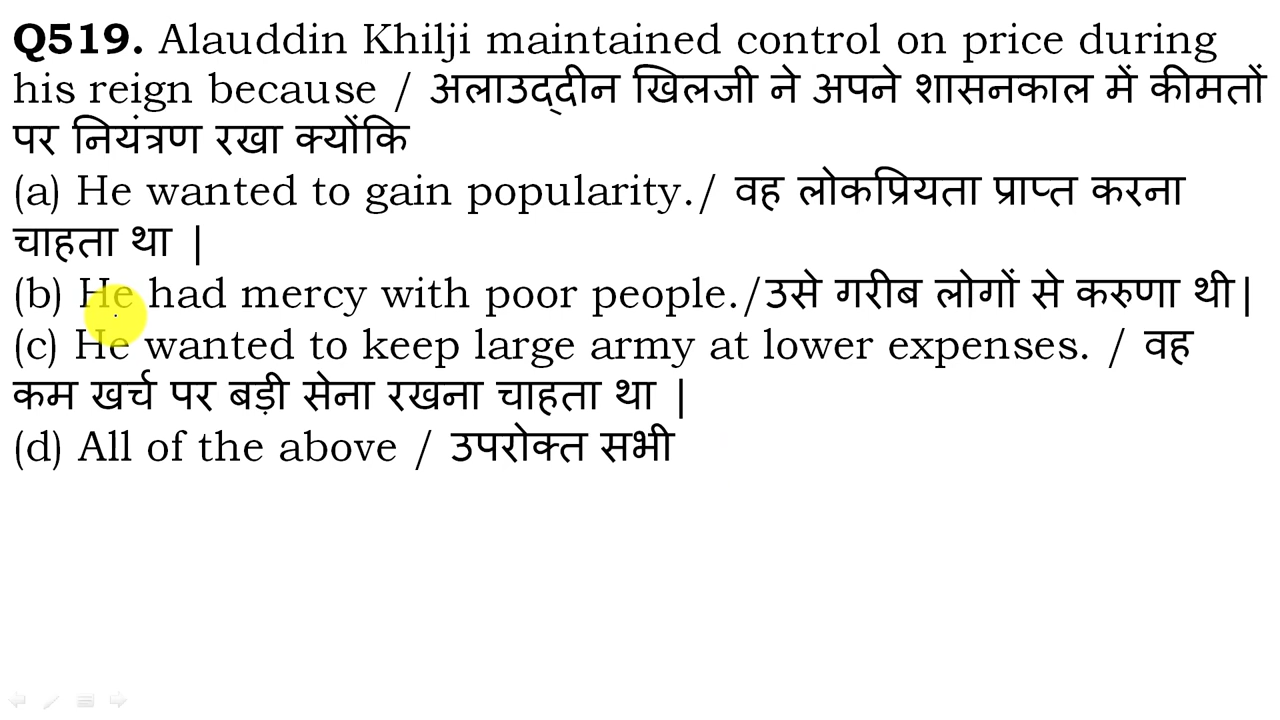 Q519. Alauddin Khilji maintained control on price during
his reign because / अलाउद्दीन खिलजी ने अपने शासनकाल में कीमतों
पर नियंत्रण रखा क्योंकि
(a) He wanted to gain popularity./ वह लोकप्रियता प्राप्त करना
चाहता था |
(b) He had mercy with poor people./उसे गरीब लोगों से करुणा थी|
(c) He wanted to keep large army at lower expenses. / वह
कम खर्च पर बड़ी सेना रखना चाहता था |
(d) All of the above / उपरोक्त सभी